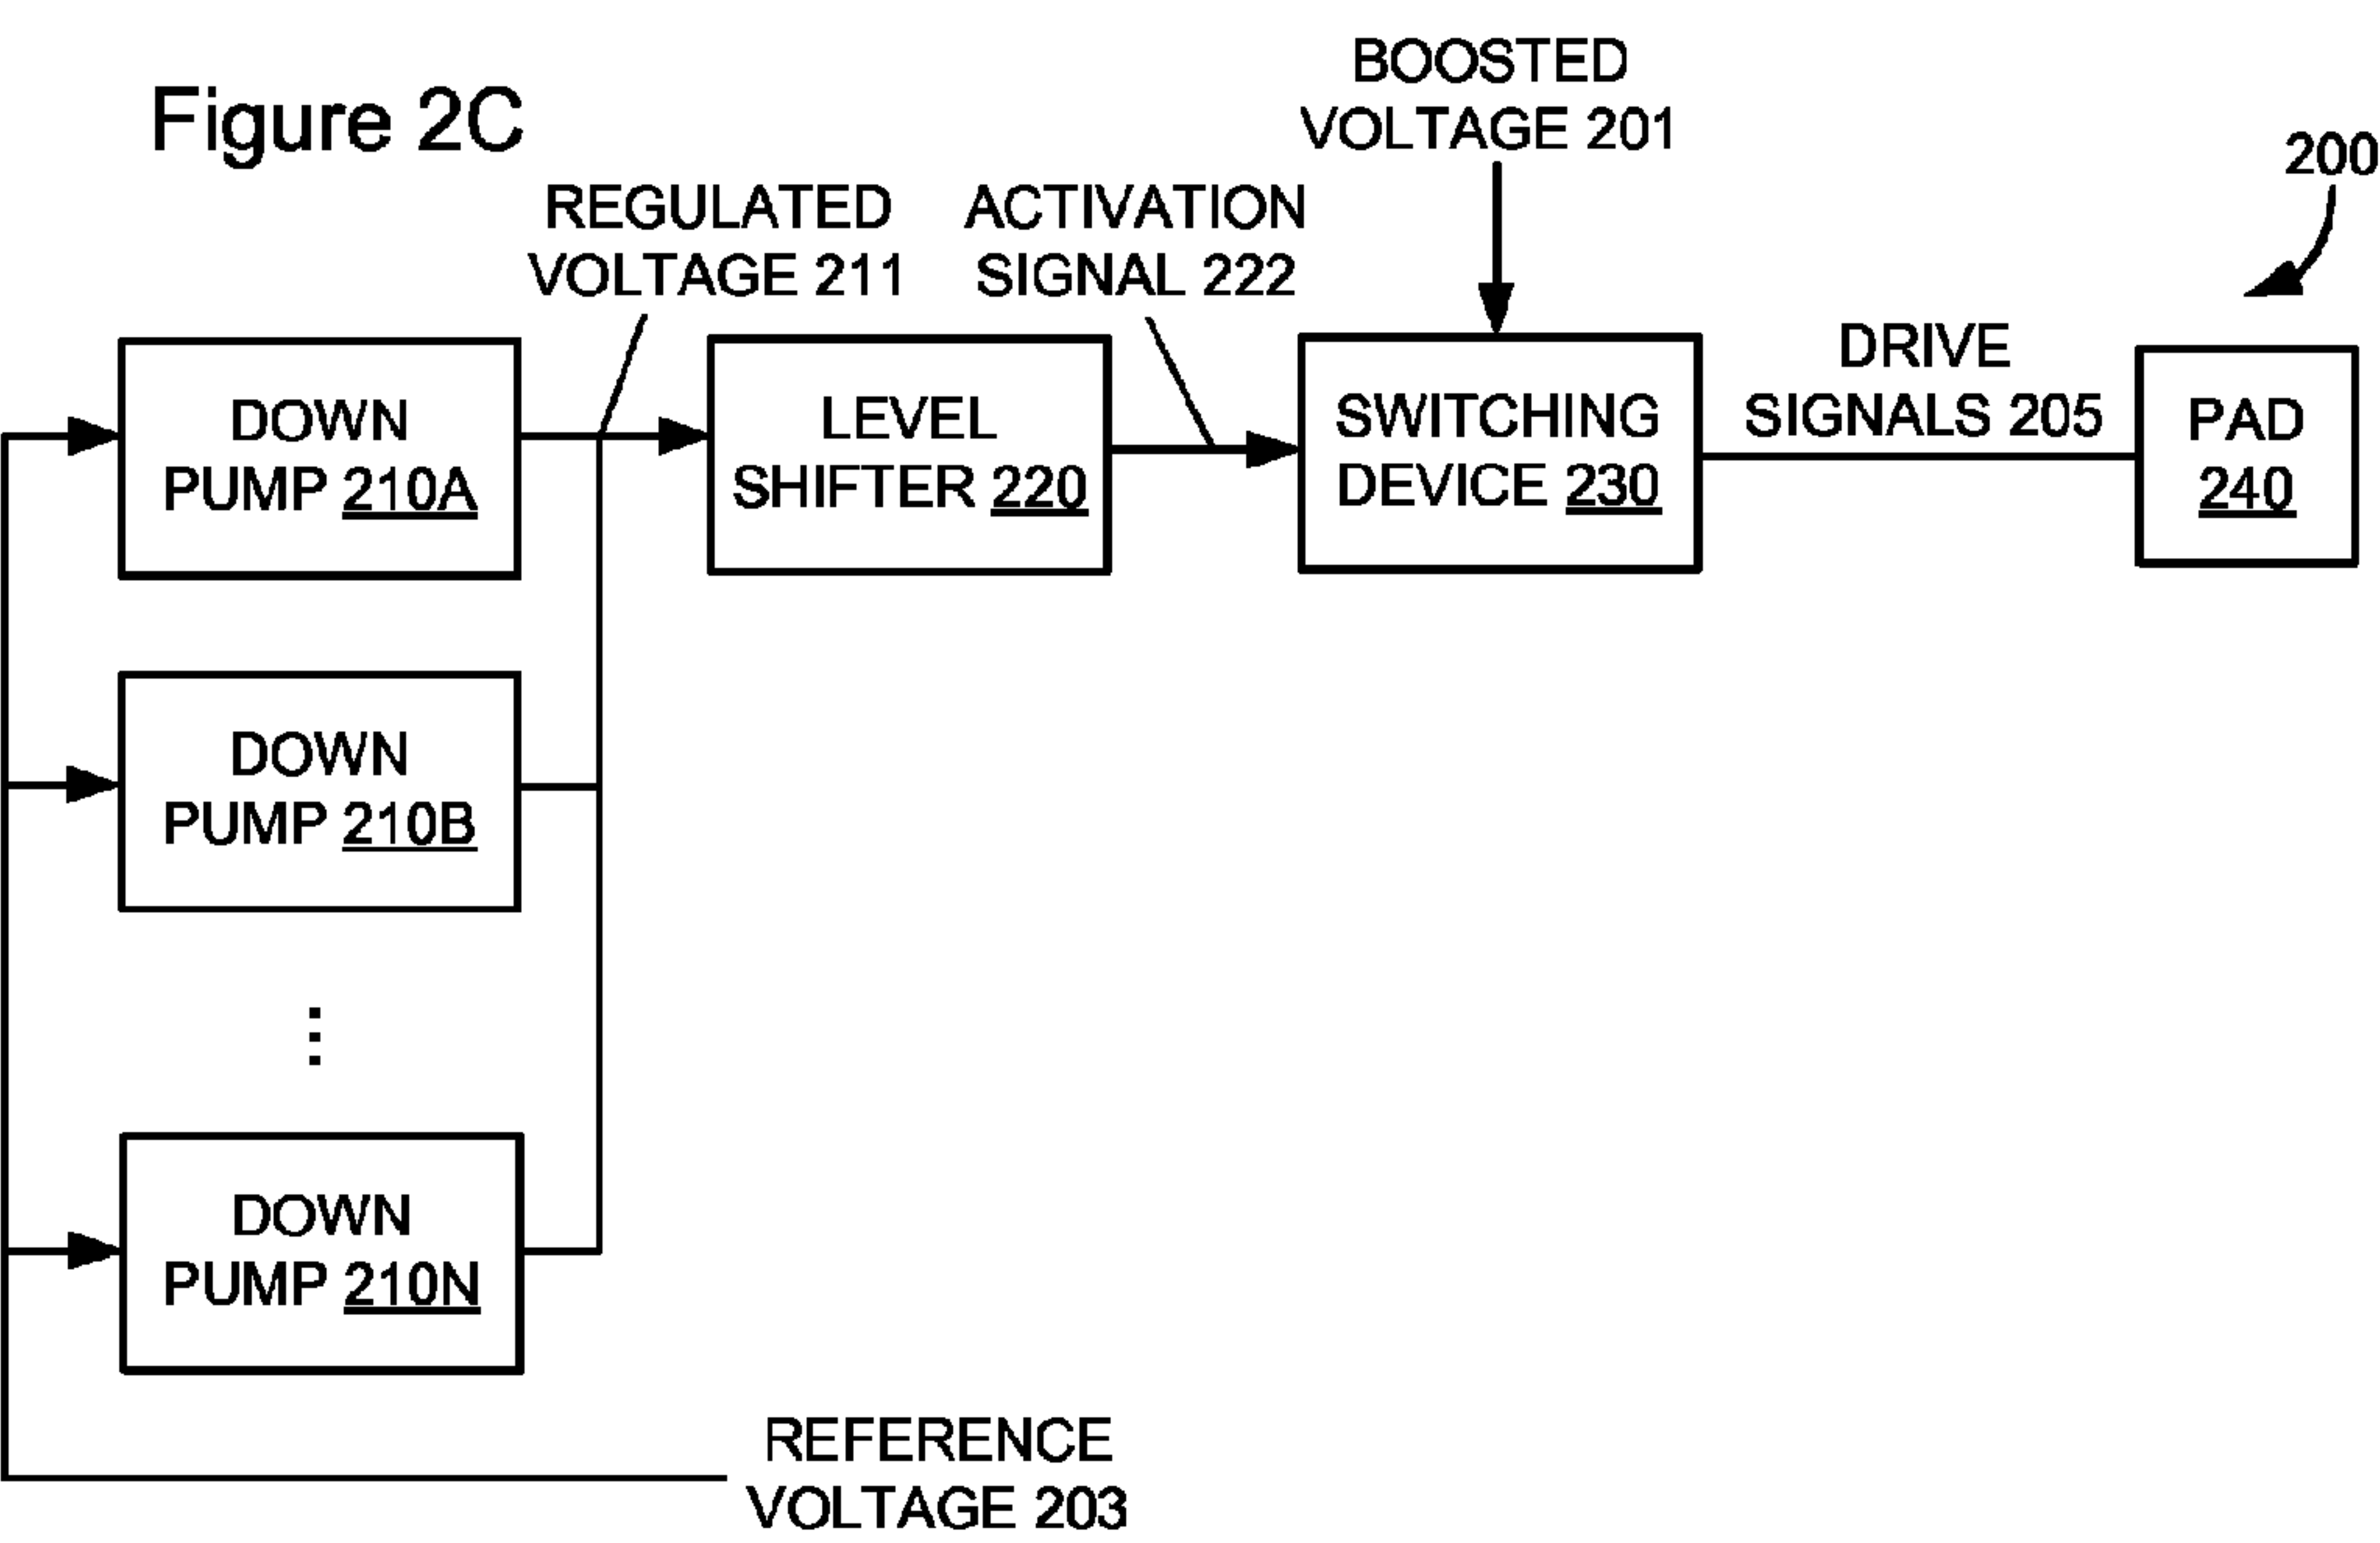 Figure 2C
BOOSTED
VOLTAGE 201
200
REGULATED
VOLTAGE 211
ACTIVATION
SIGNAL 222
DOWN
PUMP 210A
LEVEL
SHIFTER 220
SWITCHING
DEVICE 230
DRIVE
SIGNALS 205
PAD
240
DOWN
PUMP 210B
DOWN
PUMP 210N
REFERENCE
VOLTAGE 203